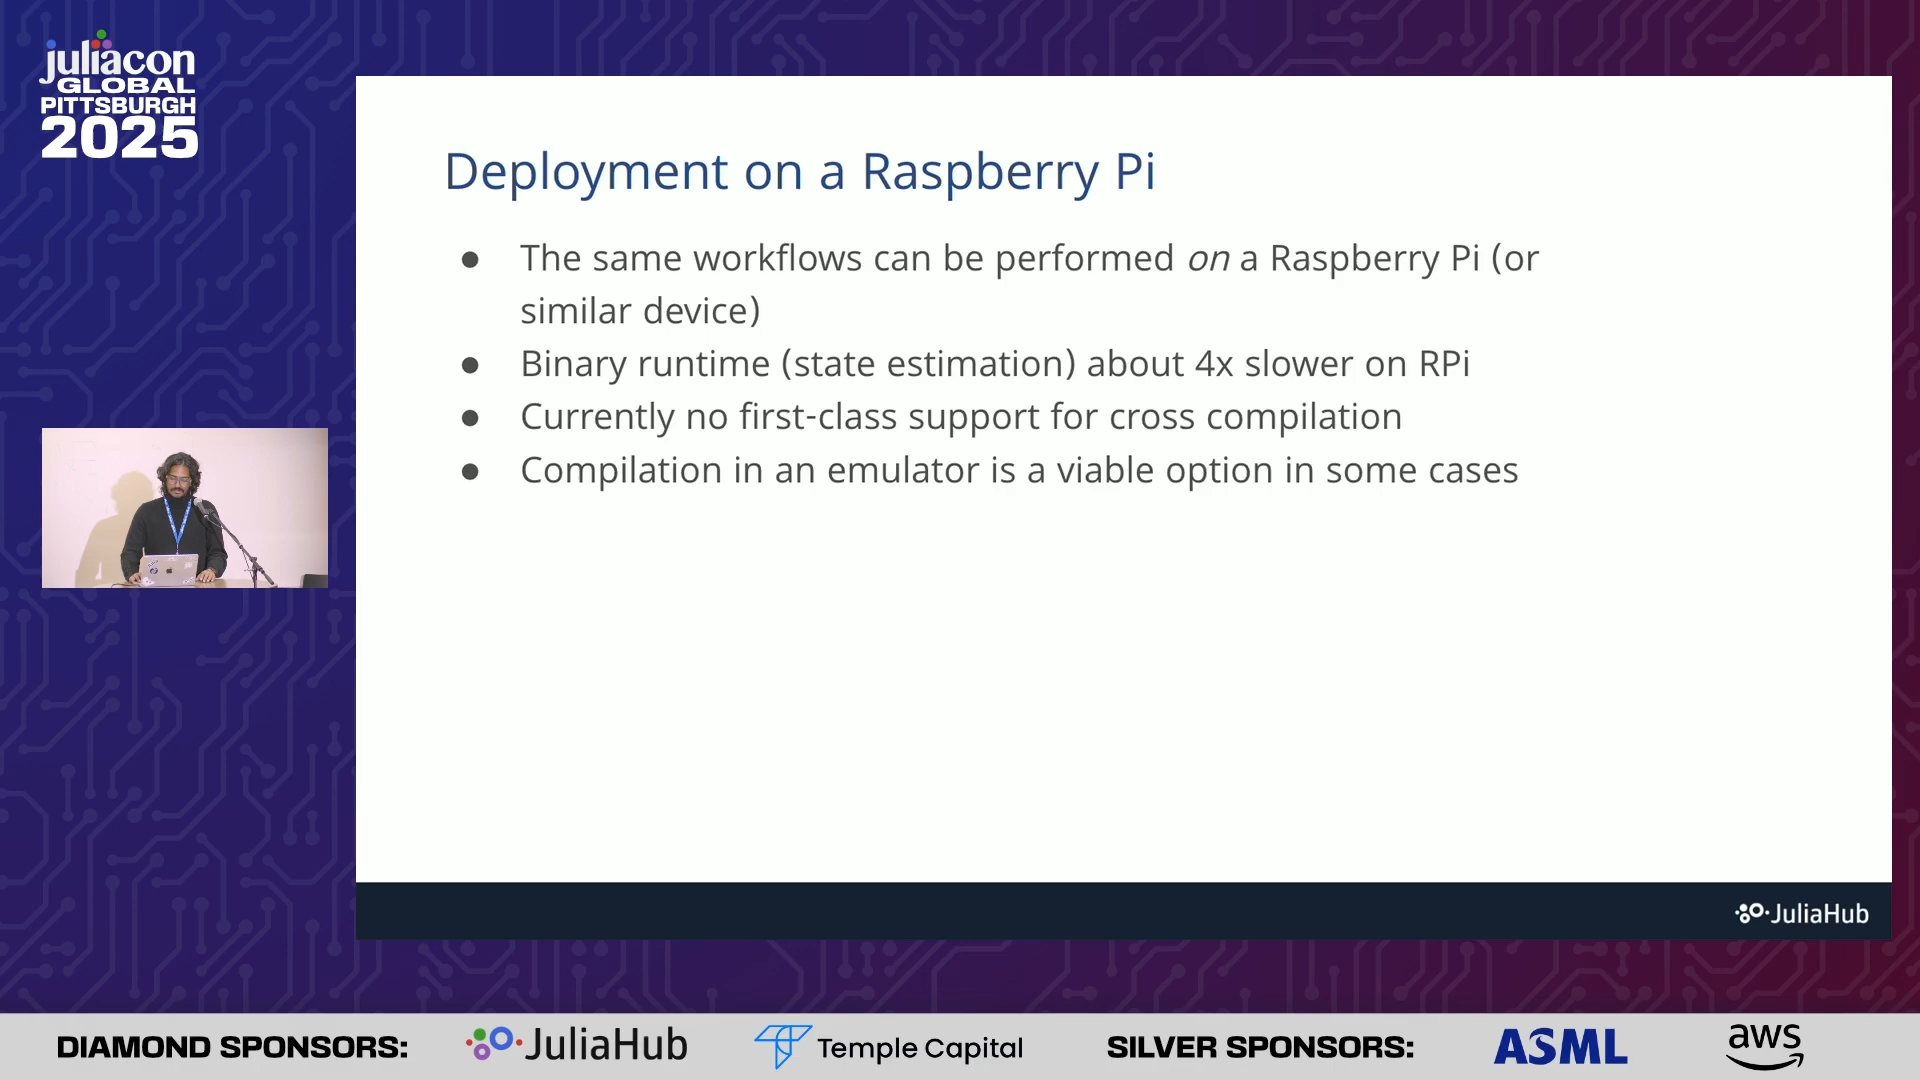 juliacon
GLOBAL
PITTSBURGH
2025
Deployment on a Raspberry Pi
● The same workflows can be performed on a Raspberry Pi (or
similar device)
● Binary runtime (state estimation) about 4x slower on RPi
● Currently no first-class support for cross compilation
● Compilation in an emulator is a viable option in some cases
JuliaHub
DIAMOND SPONSORS: JuliaHub Temple Capital SILVER SPONSORS: ASML aws